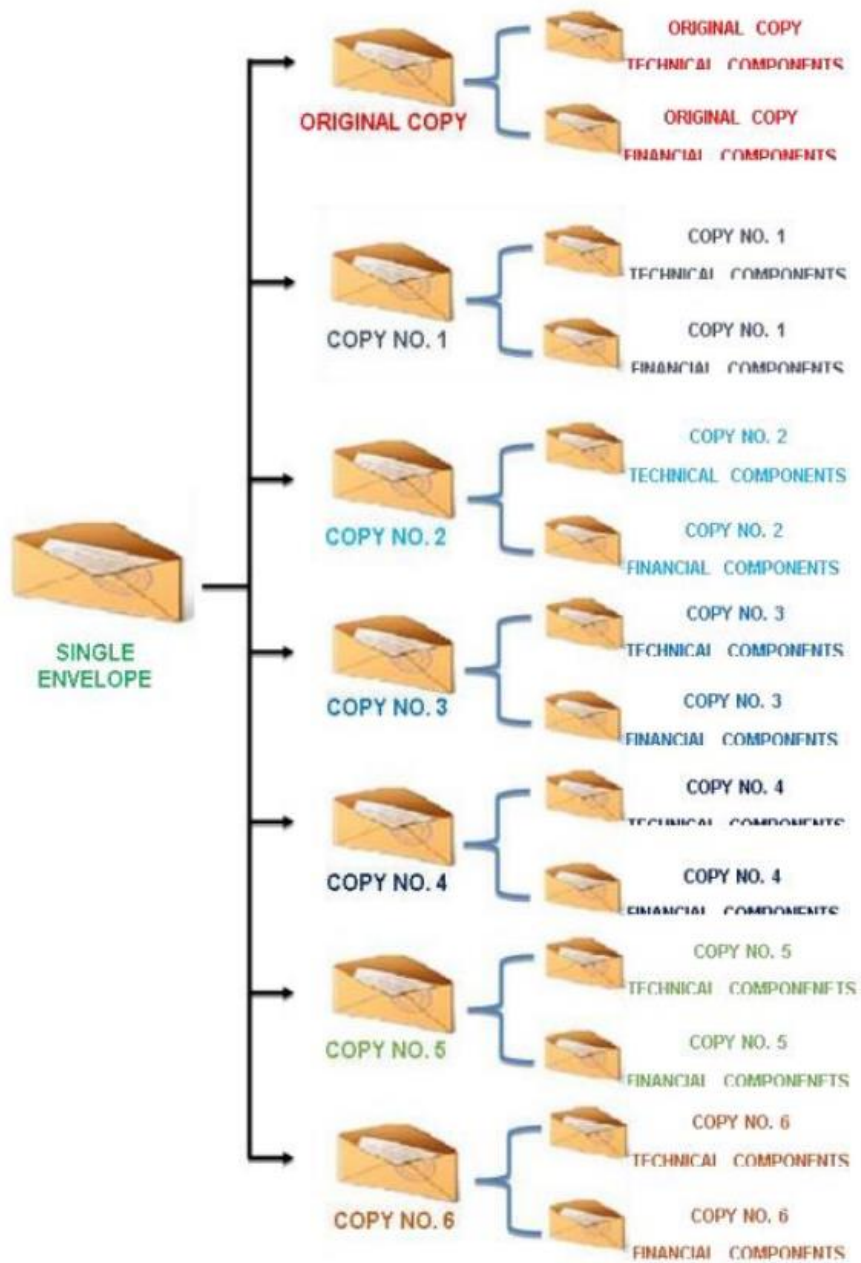 ORIGINAL COPY
TECHNICAL COMPONENTS
ORIGINAL COPY
ORIGINAL COPY
FINANCIAL COMPONENTS
COPY NO. 1
TECHNICAL COMPONENTS
COPY NO. 1
COPY NO. 1
FINANCIAL COMPONENTS
COPY NO. 2
TECHNICAL COMPONENTS
COPY NO. 2
COPY NO. 2
FINANCIAL COMPONENTS
SINGLE
ENVELOPE
COPY NO. 3
TECHNICAL COMPONENTS
COPY NO. 3
COPY NO. 3
FINANCIAL COMPONENTS
COPY NO. 4
TECHNICAL COMPONENTS
COPY NO. 4
COPY NO. 4
FINANCIAL COMPONENTS
COPY NO. 5
TECHNICAL COMPONENETS
COPY NO. 5
COPY NO. 5
FINANCIAL COMPONENETS
COPY NO. 6
TECHNICAL COMPONENTS
COPY NO. 6
COPY NO. 6
FINANCIAL COMPONENTS